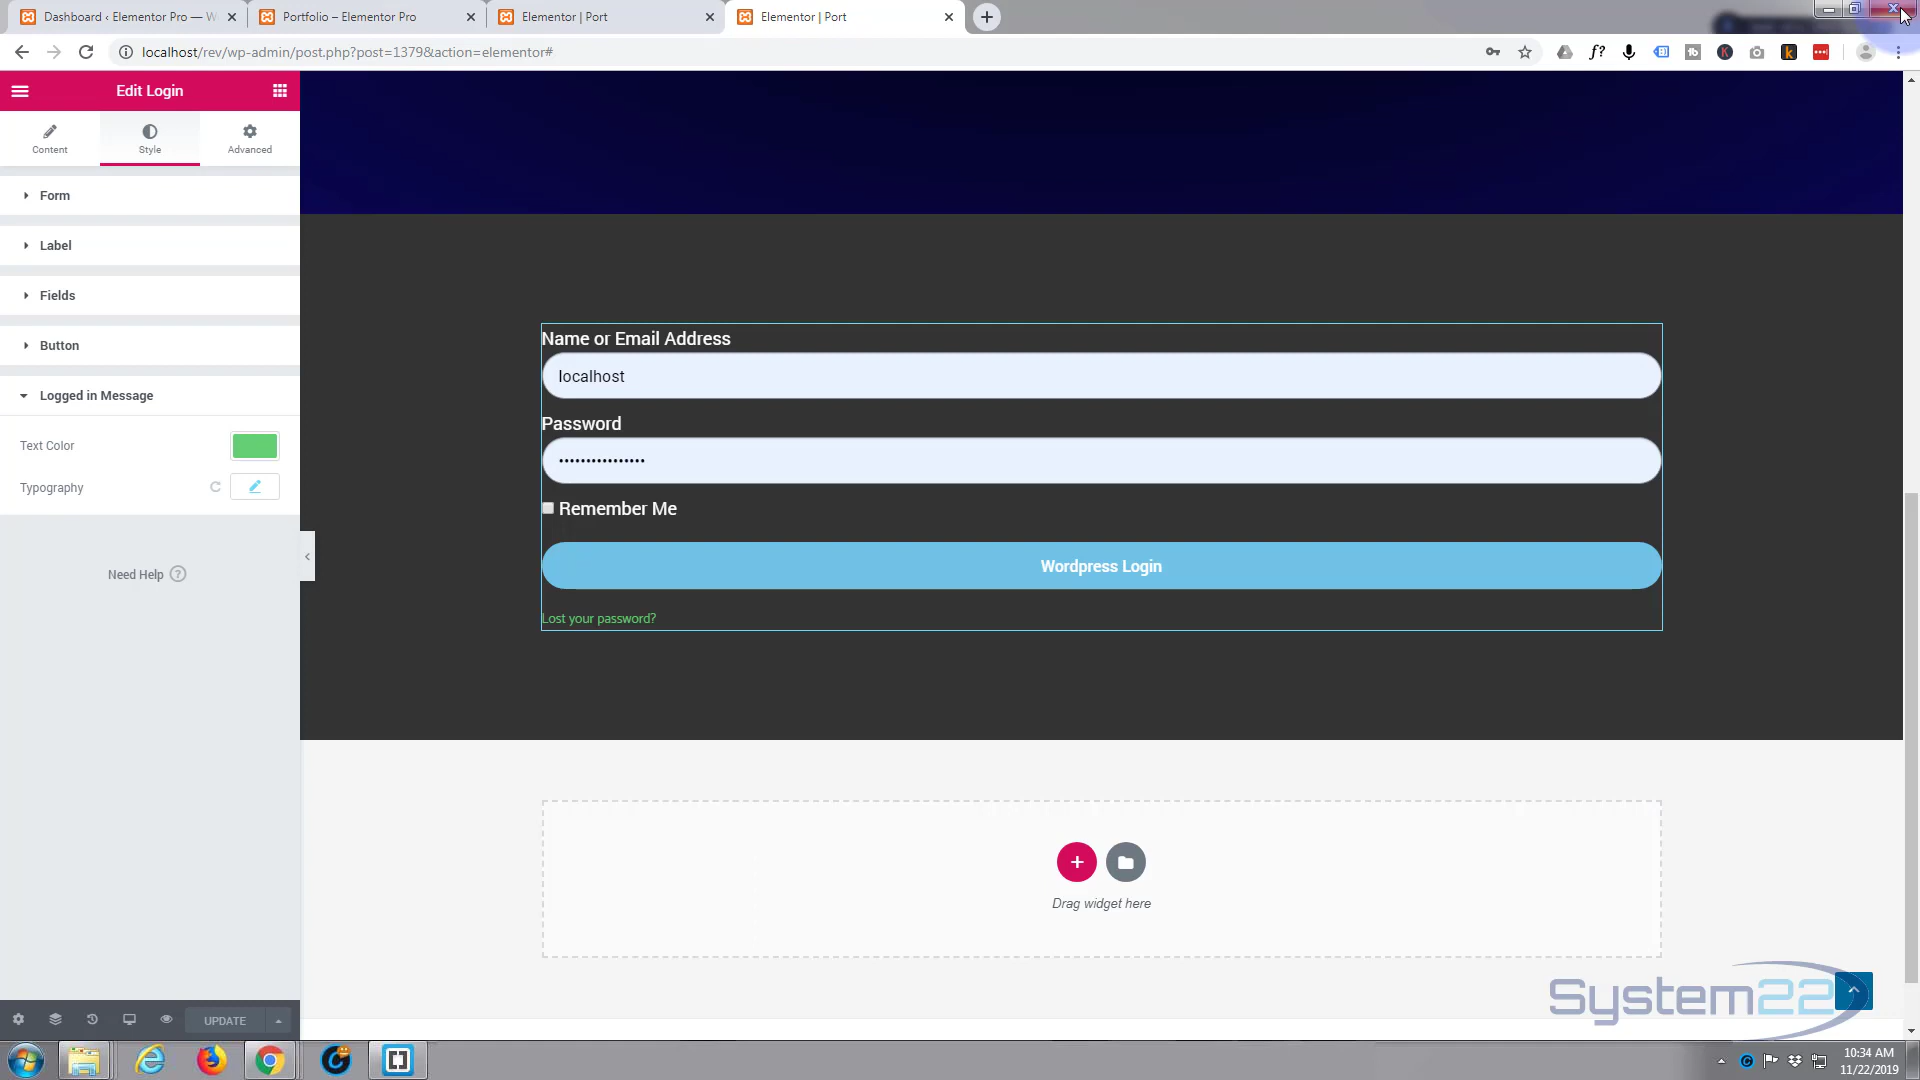 Dashboard ‹ Elementor Pro — W
Portfolio – Elementor Pro
Elementor | Port
Elementor | Port
localhost/rev/wp-admin/post.php?post=1379&action=elementor#
f?
Edit Login
Content
Style
Advanced
Form
Label
Fields
Button
Logged in Message
Text Color
Typography
Need Help ?
Name or Email Address
localhost
Password
••••••••••••••••
Remember Me
Wordpress Login
Lost your password?
Drag widget here
System22
UPDATE
10:34 AM
11/22/2019